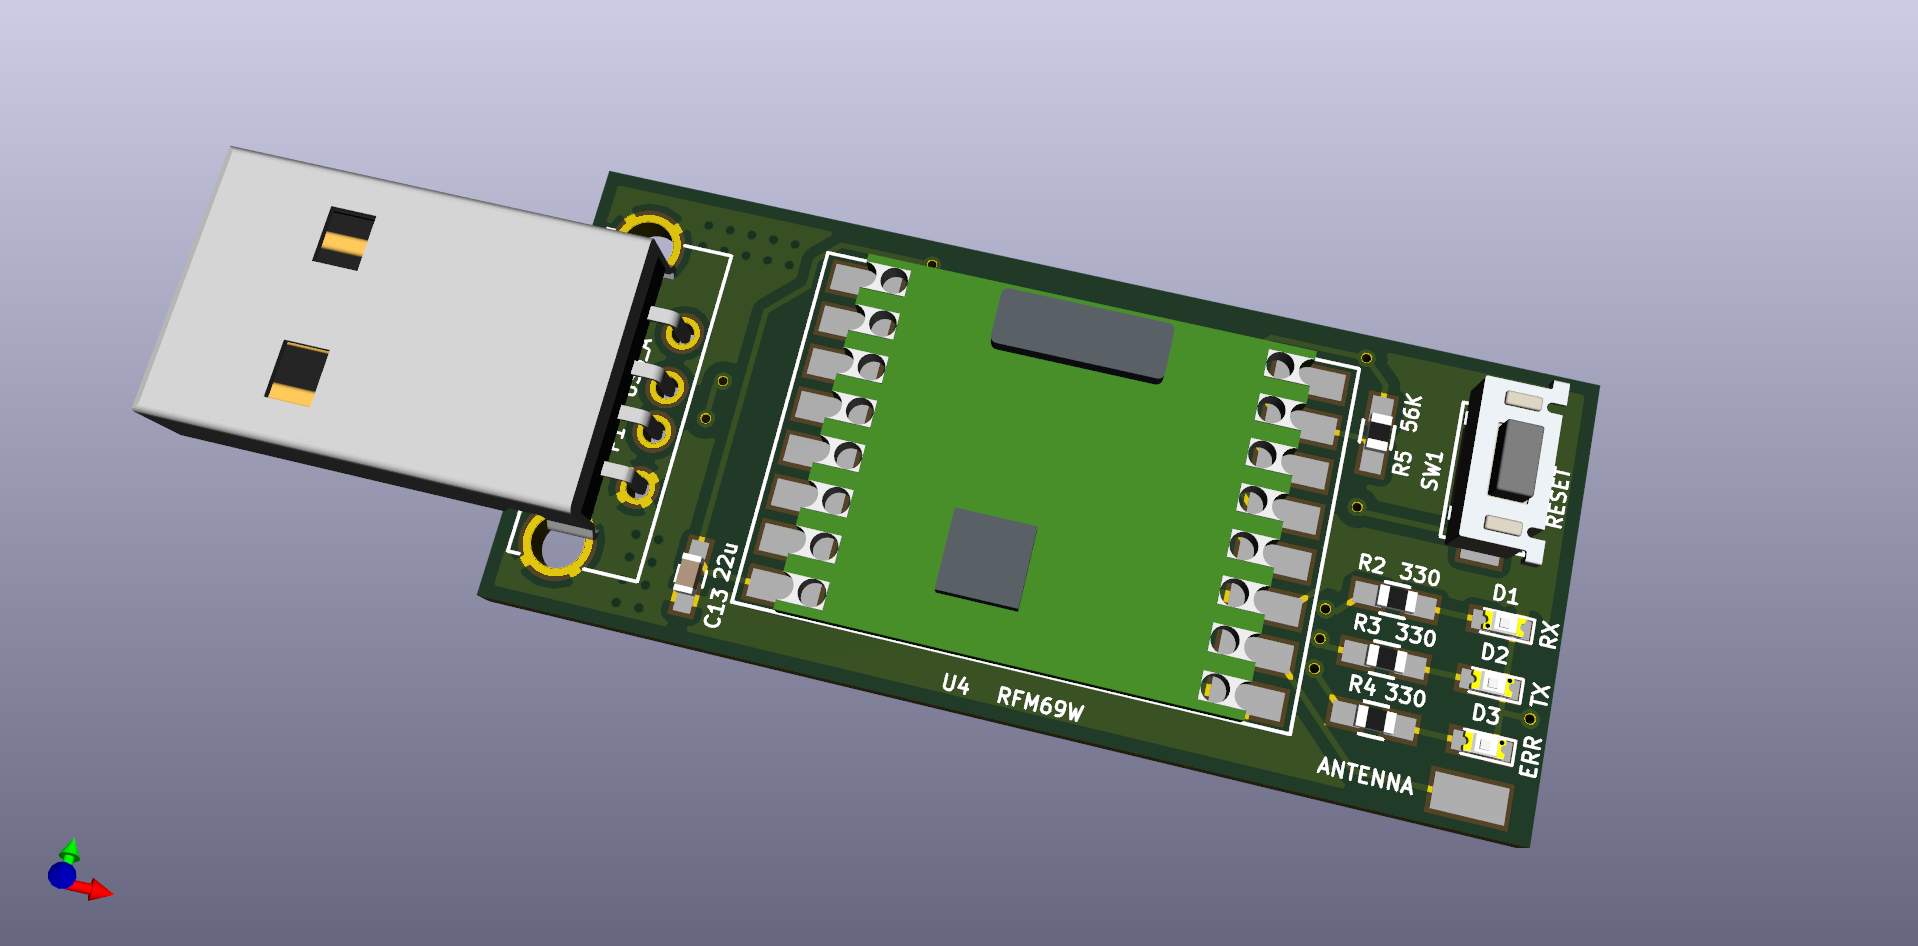 C13 22u
U4 RFM69W
R5 56K
SW1
RESET
R2 330
D1
RX
R3 330
D2
TX
R4 330
D3
ERR
ANTENNA